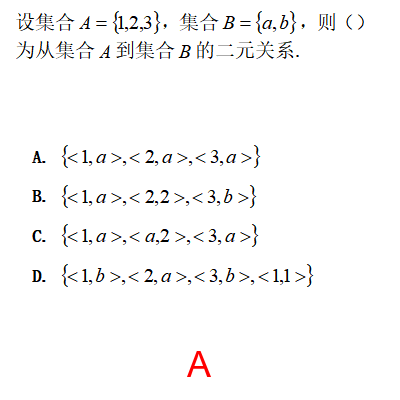 设集合 A = {1,2,3}，集合 B = {a,b}，则（）
为从集合 A 到集合 B 的二元关系.
A. {<1,a>,<2,a>,<3,a>}
B. {<1,a>,<2,2>,<3,b>}
C. {<1,a>,<a,2>,<3,a>}
D. {<1,b>,<2,a>,<3,b>,<1,1>}
A